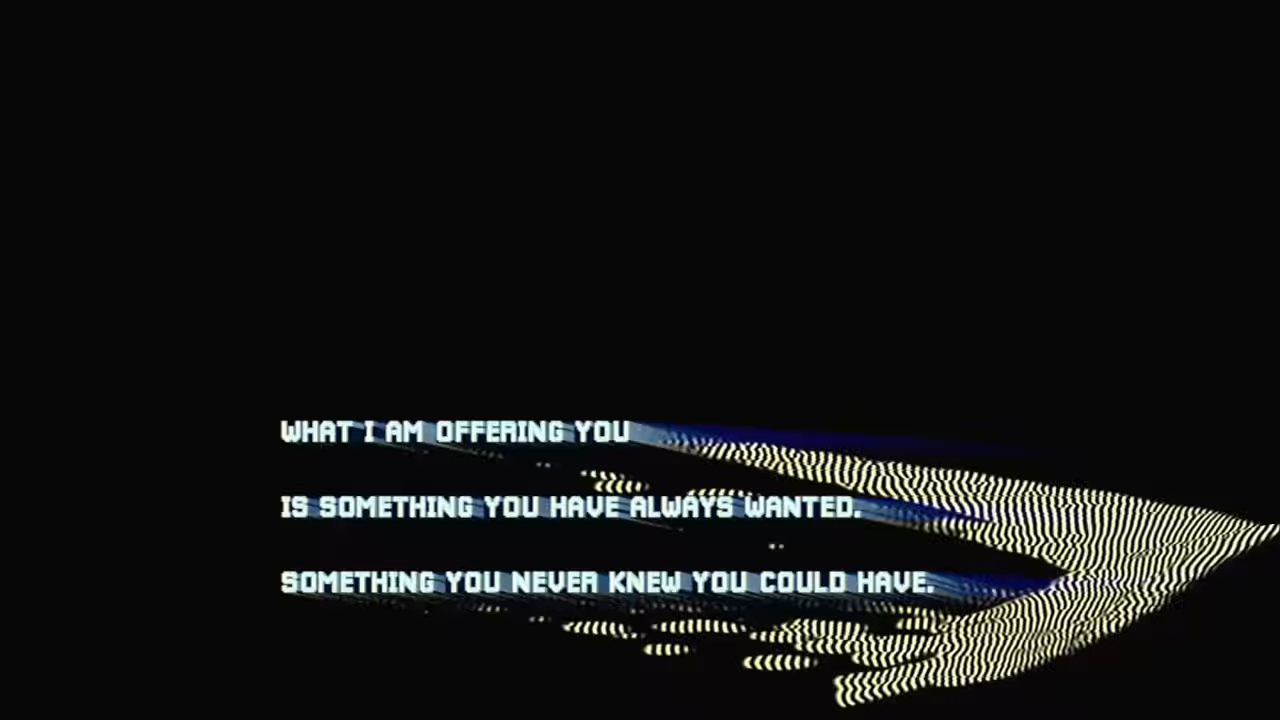 WHAT I AM OFFERING YOU
IS SOMETHING YOU HAVE ALWAYS WANTED.
SOMETHING YOU NEVER KNEW YOU COULD HAVE.